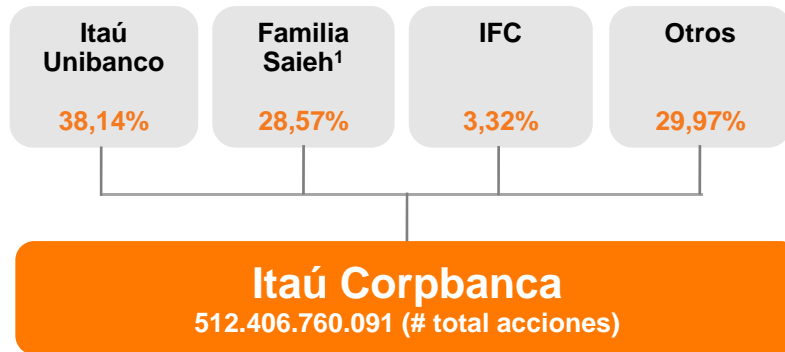 Itaú
Unibanco
38,14%
Familia
Saieh¹
28,57%
IFC
3,32%
Otros
29,97%
Itaú Corpbanca
512.406.760.091 (# total acciones)